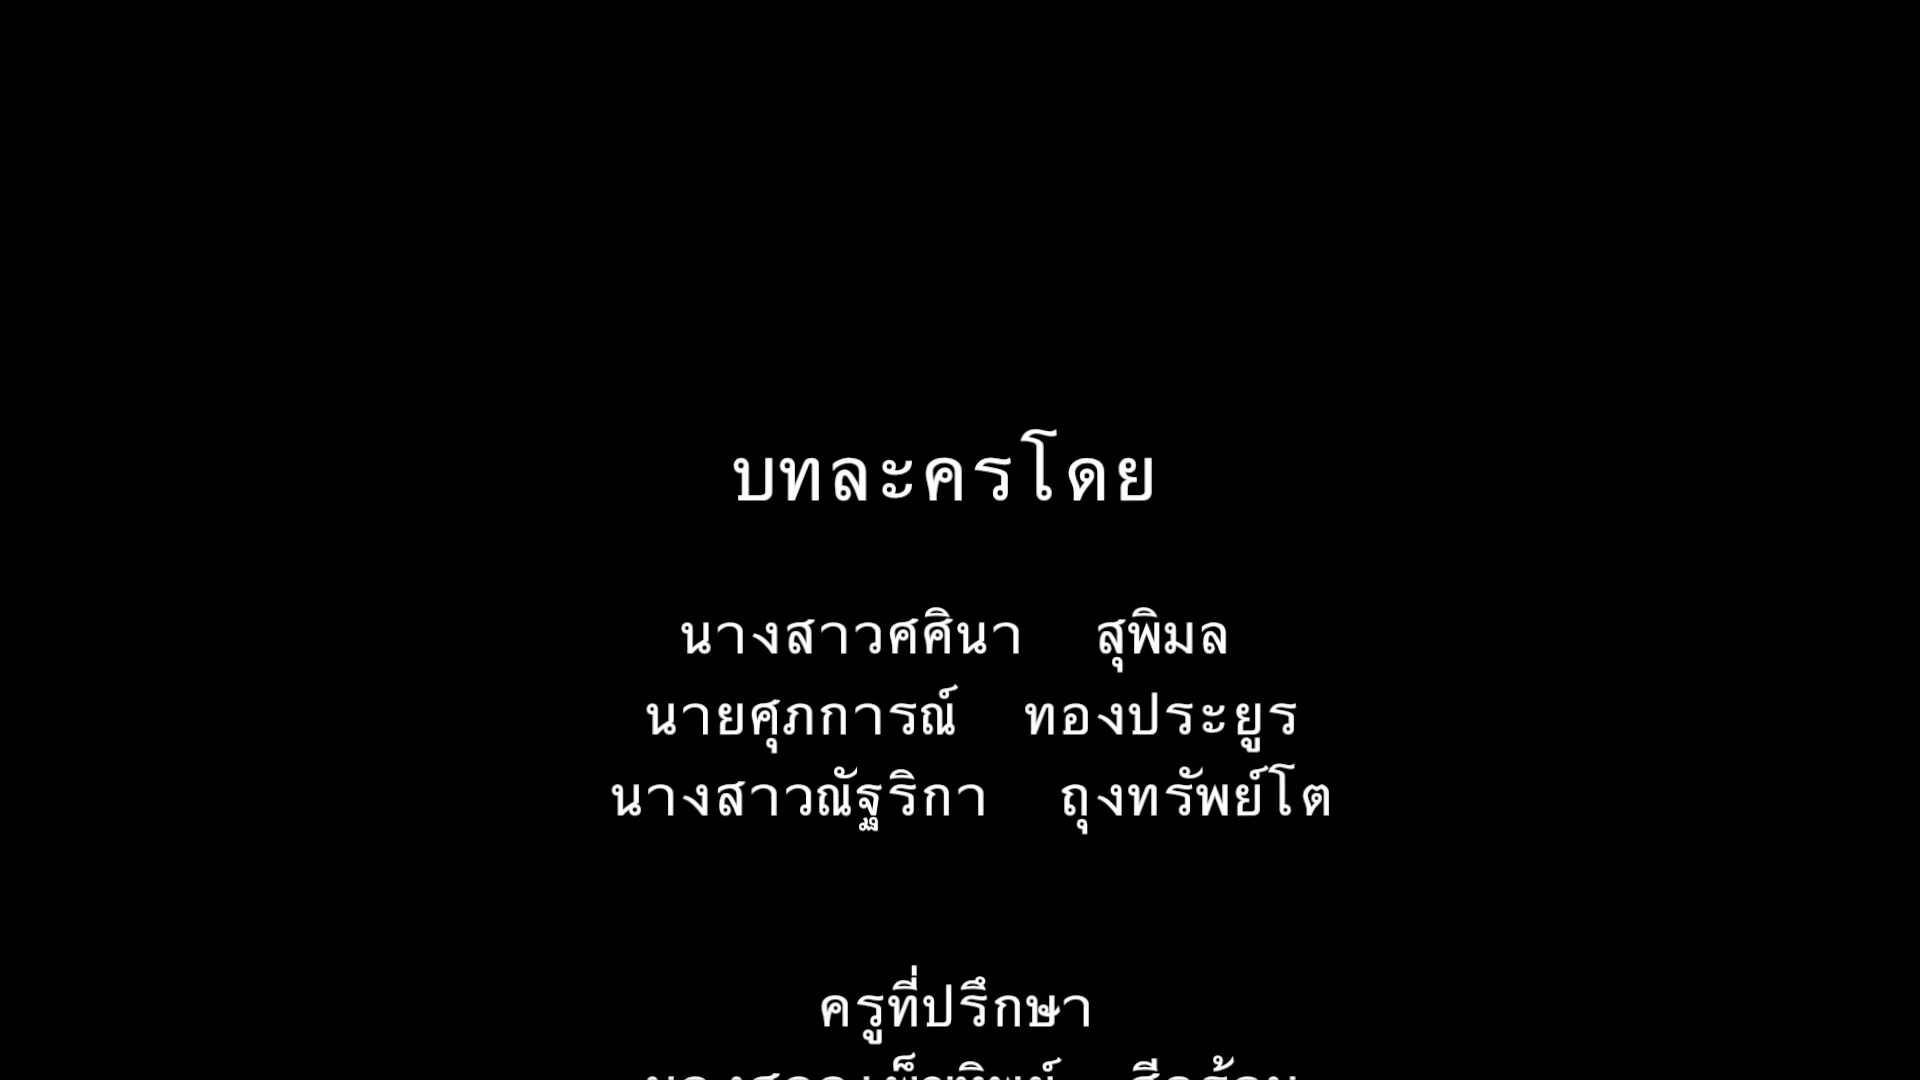 บทละครโดย
นางสาวศศินา สุพิมล
นายศุภการณ์ ทองประยูร
นางสาวณัฐริกา ถุงทรัพย์โต
ครูที่ปรึกษา